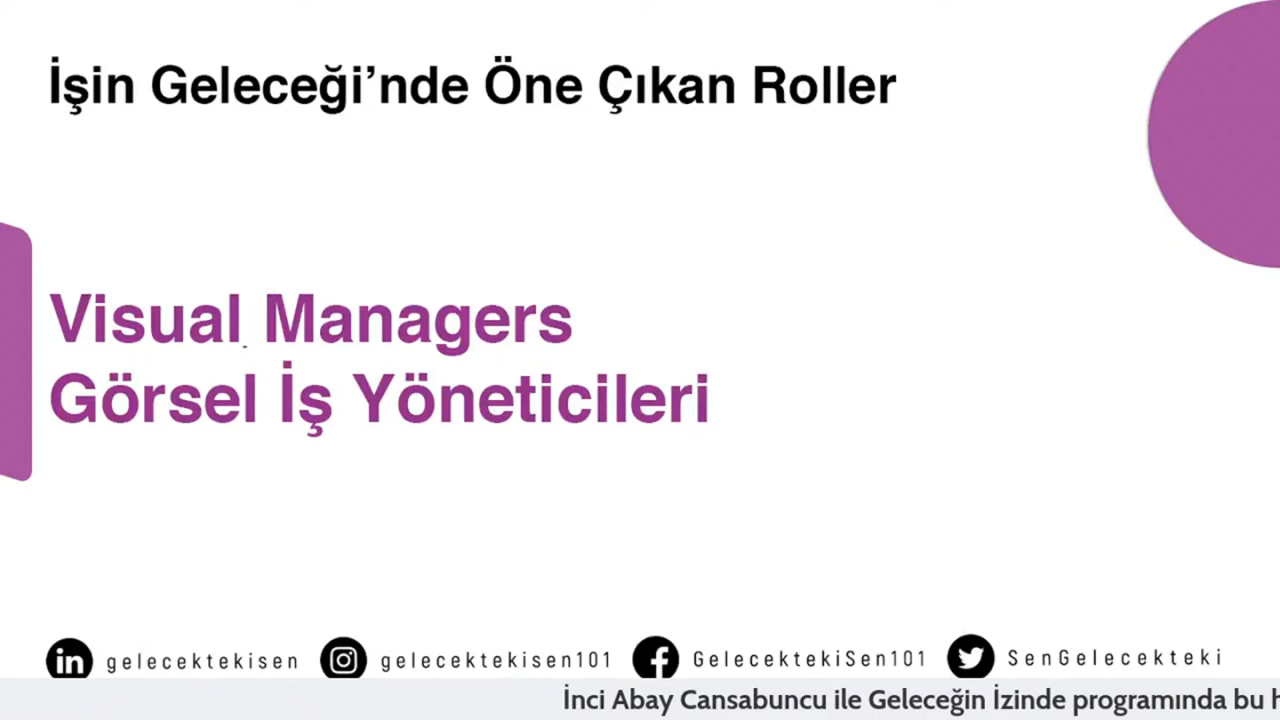 İşin Geleceği’nde Öne Çıkan Roller
Visual Managers
Görsel İş Yöneticileri
in gelecektekisen gelecektekisen101 f GelecektekiSen101 SenGelecekteki
İnci Abay Cansabuncu ile Geleceğin İzinde programında bu